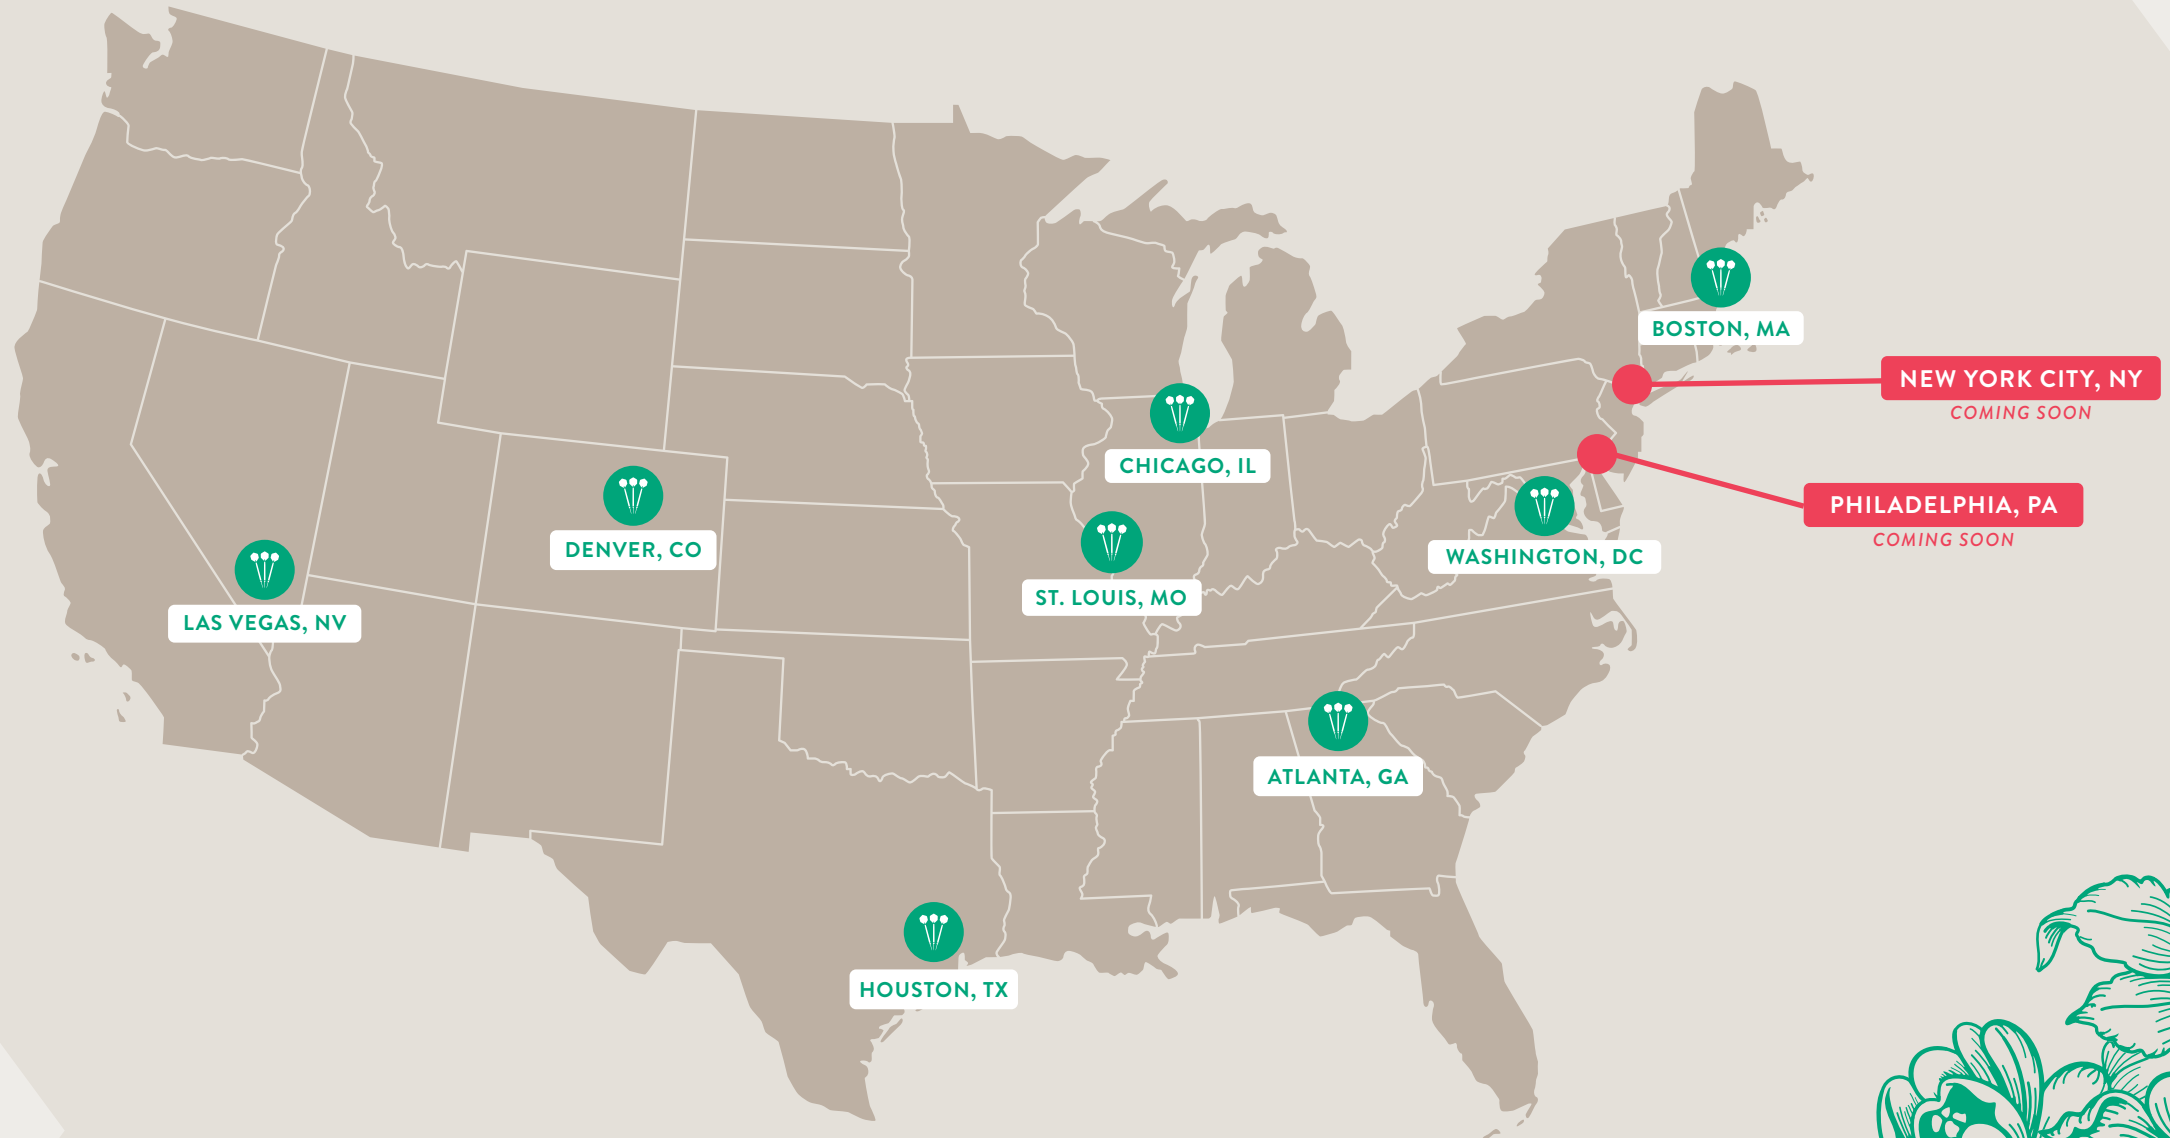 BOSTON, MA
NEW YORK CITY, NY
COMING SOON
CHICAGO, IL
PHILADELPHIA, PA
COMING SOON
DENVER, CO
WASHINGTON, DC
ST. LOUIS, MO
LAS VEGAS, NV
ATLANTA, GA
HOUSTON, TX